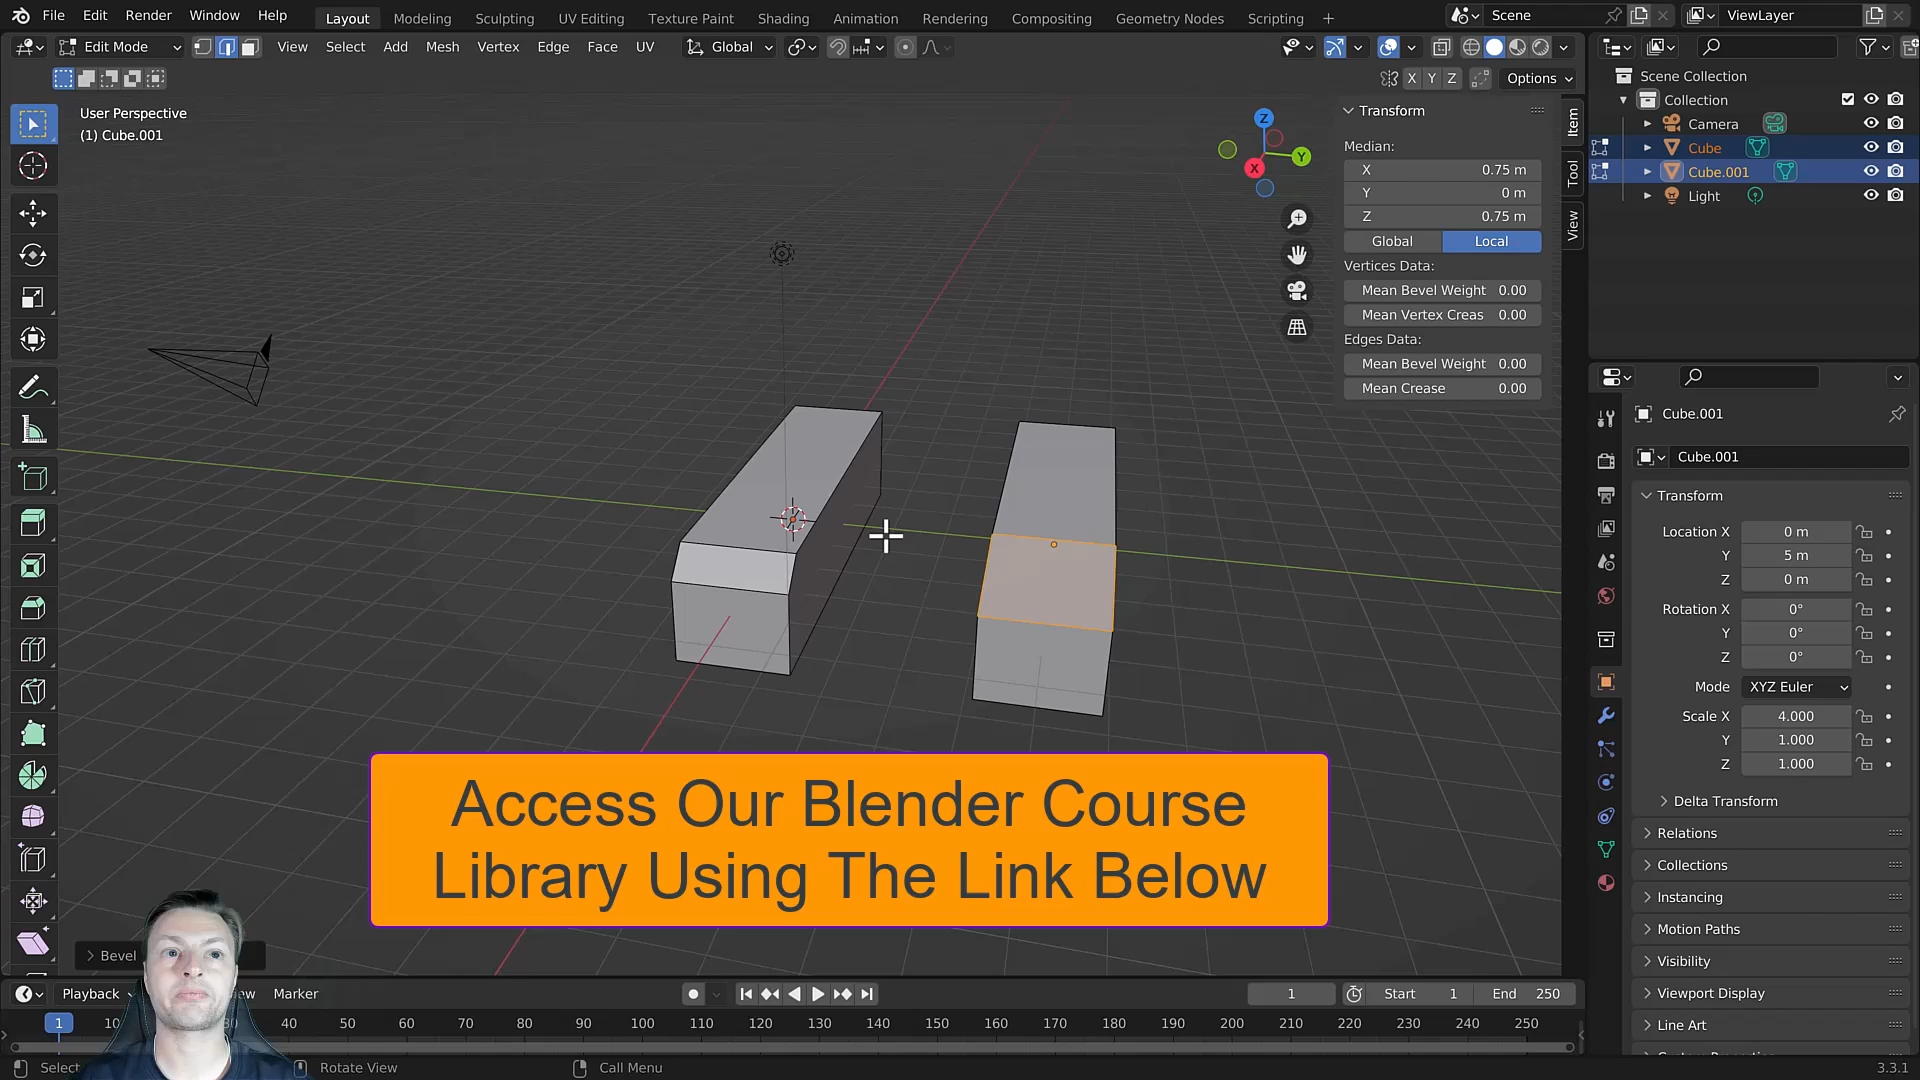 File Edit Render Window Help Layout Modeling Sculpting UV Editing Texture Paint Shading Animation Rendering Compositing Geometry Nodes Scripting + Scene ViewLayer
Edit Mode View Select Add Mesh Vertex Edge Face UV Global
X Y Z Options
User Perspective
(1) Cube.001
Z
Y
X
Transform
Median:
X 0.75 m
Y 0 m
Z 0.75 m
Global Local
Vertices Data:
Mean Bevel Weight 0.00
Mean Vertex Creas 0.00
Edges Data:
Mean Bevel Weight 0.00
Mean Crease 0.00
Item
Tool
View
Scene Collection
Collection
Camera
Cube
Cube.001
Light
Cube.001
Cube.001
Transform
Location X 0 m
Y 5 m
Z 0 m
Rotation X 0°
Y 0°
Z 0°
Mode XYZ Euler
Scale X 4.000
Y 1.000
Z 1.000
Delta Transform
Relations
Collections
Instancing
Motion Paths
Visibility
Viewport Display
Line Art
Access Our Blender Course
Library Using The Link Below
Bevel
Playback Marker 1 Start 1 End 250
1 10 40 50 60 70 80 90 100 110 120 130 140 150 160 170 180 190 200 210 220 230 240 250
Select Rotate View Call Menu 3.3.1